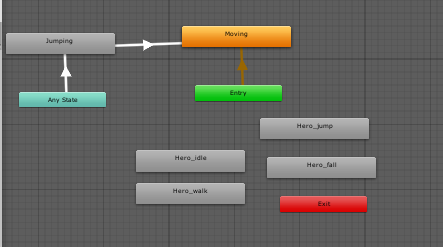 Moving
Jumping
Entry
Any State
Hero_jump
Hero_idle
Hero_fall
Hero_walk
Exit